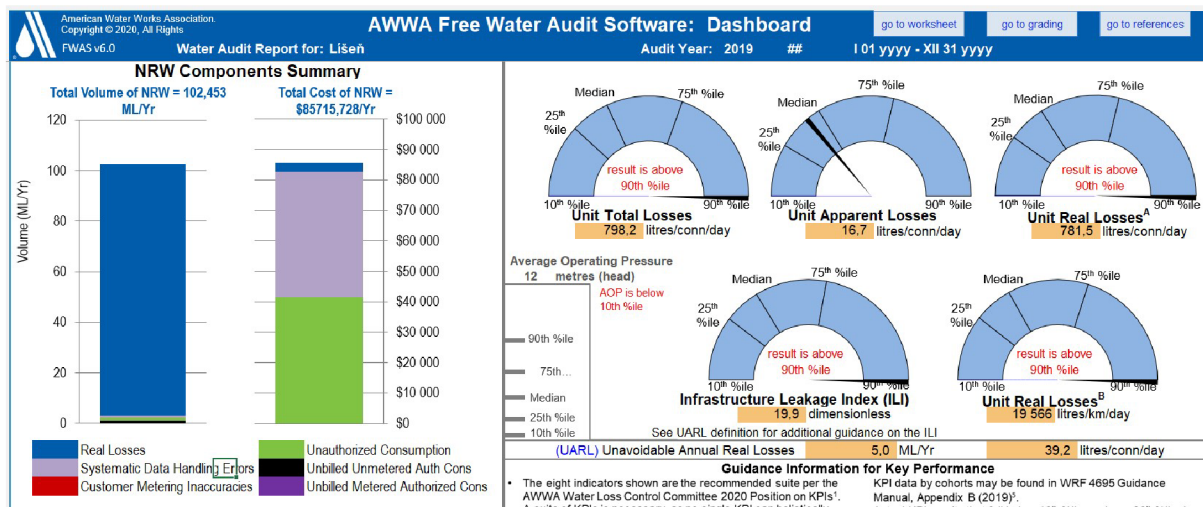 American Water Works Association.
Copyright © 2020, All Rights
FWAS v6.0
AWWA Free Water Audit Software: Dashboard
go to worksheet
go to grading
go to references
Water Audit Report for: Lišeň
Audit Year: 2019 ## I 01 yyyy - XII 31 yyyy
NRW Components Summary
Total Volume of NRW = 102,453
ML/Yr
Total Cost of NRW =
$85715,728/Yr
Volume (ML/Yr)
120
100
80
60
40
20
0
$100 000
$90 000
$80 000
$70 000
$60 000
$50 000
$40 000
$30 000
$20 000
$10 000
$0
Real Losses
Systematic Data Handling Errors
Customer Metering Inaccuracies
Unauthorized Consumption
Unbilled Unmetered Auth Cons
Unbilled Metered Authorized Cons
10th %ile
25th
%ile
Median
75th %ile
90th %ile
result is above
90th %ile
Unit Total Losses
798,2 litres/conn/day
10th %ile
25th
%ile
Median
75th %ile
90th %ile
Unit Apparent Losses
16,7 litres/conn/day
10th %ile
25th
%ile
Median
75th %ile
90th %ile
result is above
90th %ile
Unit Real LossesA
781,5 litres/conn/day
Average Operating Pressure
12 metres (head)
AOP is below
10th %ile
90th %ile
75th...
Median
25th %ile
10th %ile
10th %ile
25th
%ile
Median
75th %ile
90th %ile
result is above
90th %ile
Infrastructure Leakage Index (ILI)
19,9 dimensionless
See UARL definition for additional guidance on the ILI
10th %ile
25th
%ile
Median
75th %ile
90th %ile
result is above
90th %ile
Unit Real LossesB
19 566 litres/km/day
(UARL) Unavoidable Annual Real Losses 5,0 ML/Yr 39,2 litres/conn/day
Guidance Information for Key Performance
• The eight indicators shown are the recommended suite per the
AWWA Water Loss Control Committee 2020 Position on KPIs¹.
KPI data by cohorts may be found in WRF 4695 Guidance
Manual, Appendix B (2019)⁵.